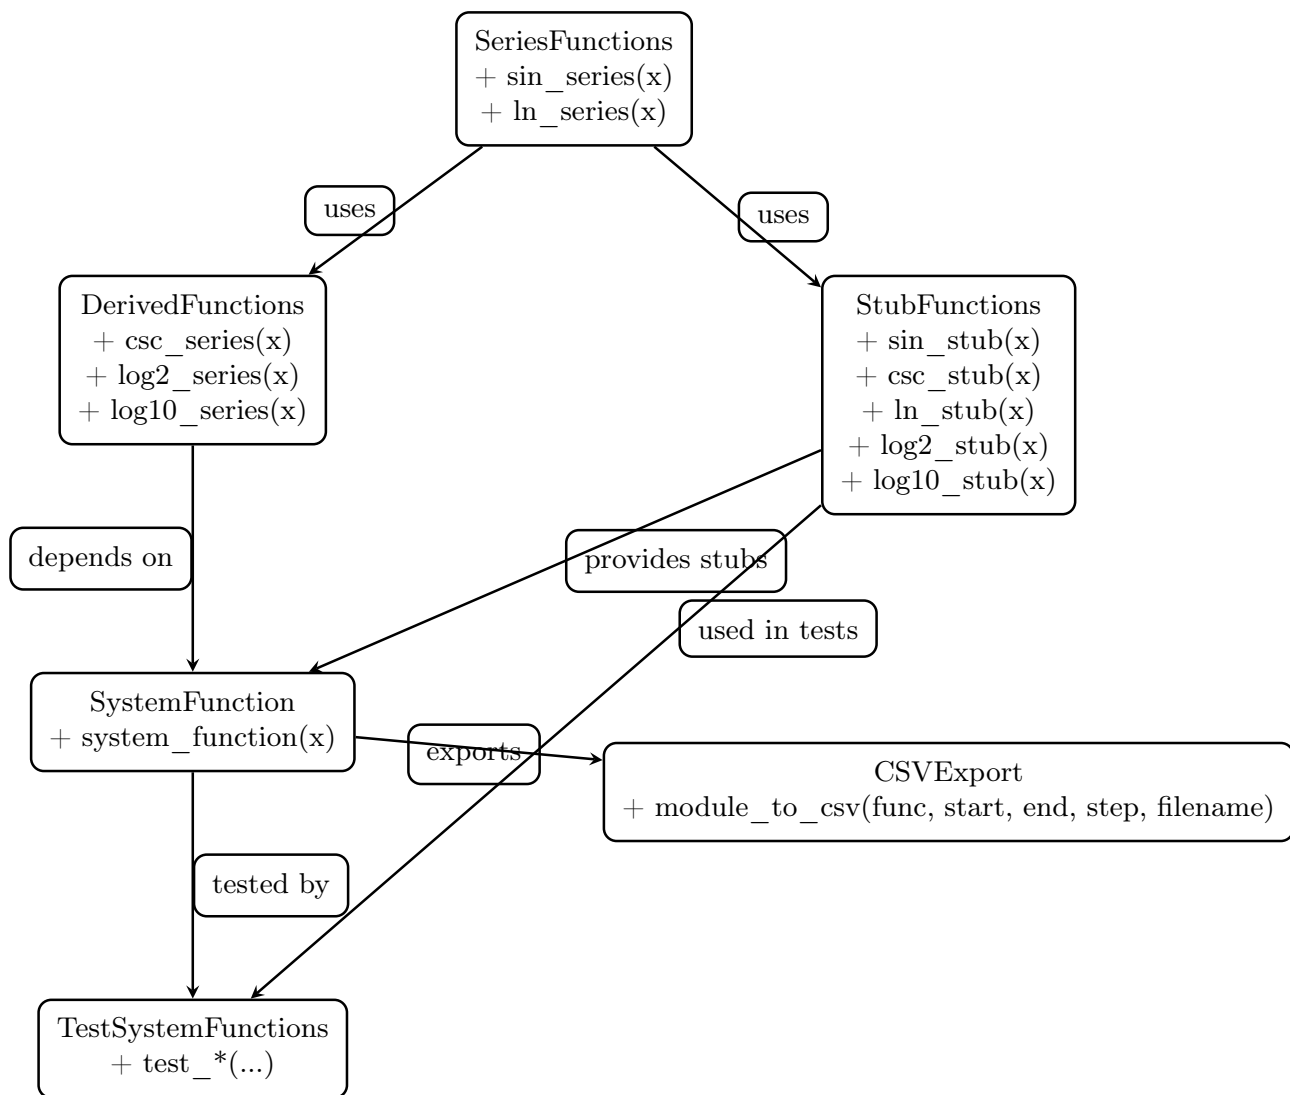 SeriesFunctions
+ sin_series(x)
+ ln_series(x)
uses
uses
DerivedFunctions
+ csc_series(x)
+ log2_series(x)
+ log10_series(x)
StubFunctions
+ sin_stub(x)
+ csc_stub(x)
+ ln_stub(x)
+ log2_stub(x)
+ log10_stub(x)
depends on
provides stubs
used in tests
SystemFunction
+ system_function(x)
exports
CSVExport
+ module_to_csv(func, start, end, step, filename)
tested by
TestSystemFunctions
+ test_*(...)